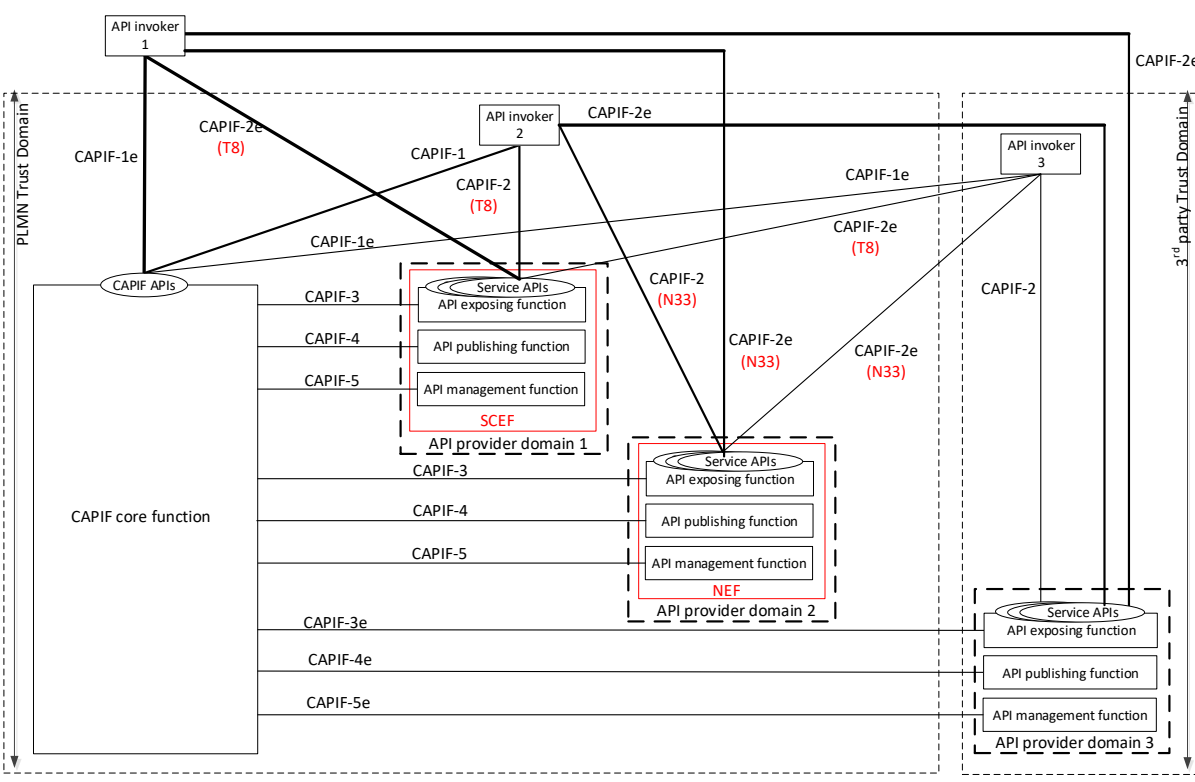 API invoker
1
CAPIF-2e
PLMN Trust Domain
3rd party Trust Domain
API invoker
2
CAPIF-2e
CAPIF-2e
(T8)
CAPIF-1e
CAPIF-1
API invoker
3
CAPIF-2
(T8)
CAPIF-1e
CAPIF-1e
CAPIF-2e
(T8)
CAPIF-2
(N33)
CAPIF-2
CAPIF APIs
Service APIs
CAPIF-3
API exposing function
CAPIF-4
API publishing function
CAPIF-5
API management function
SCEF
API provider domain 1
CAPIF-2e
(N33)
CAPIF-2e
(N33)
Service APIs
CAPIF-3
API exposing function
CAPIF core function
CAPIF-4
API publishing function
CAPIF-5
API management function
NEF
API provider domain 2
Service APIs
CAPIF-3e
API exposing function
CAPIF-4e
API publishing function
CAPIF-5e
API management function
API provider domain 3